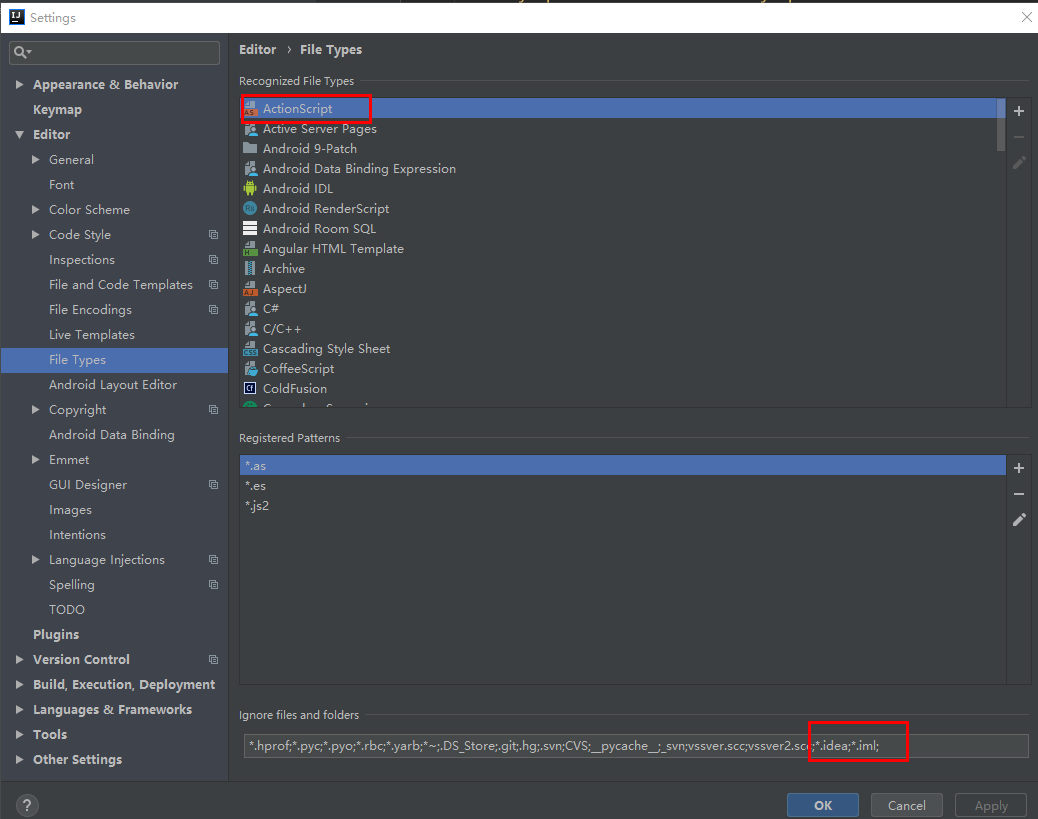 Settings
Appearance & Behavior
Keymap
Editor
General
Font
Color Scheme
Code Style
Inspections
File and Code Templates
File Encodings
Live Templates
File Types
Android Layout Editor
Copyright
Android Data Binding
Emmet
GUI Designer
Images
Intentions
Language Injections
Spelling
TODO
Plugins
Version Control
Build, Execution, Deployment
Languages & Frameworks
Tools
Other Settings
?
Editor › File Types
Recognized File Types
ActionScript
Active Server Pages
Android 9-Patch
Android Data Binding Expression
Android IDL
Android RenderScript
Android Room SQL
Angular HTML Template
Archive
AspectJ
C#
C/C++
Cascading Style Sheet
CoffeeScript
ColdFusion
Registered Patterns
*.as
*.es
*.js2
Ignore files and folders
*.hprof;*.pyc;*.pyo;*.rbc;*.yarb;*~;.DS_Store;.git;.hg;.svn;CVS;__pycache__;_svn;vssver.scc;vssver2.scc;*.idea;*.iml;
OK
Cancel
Apply